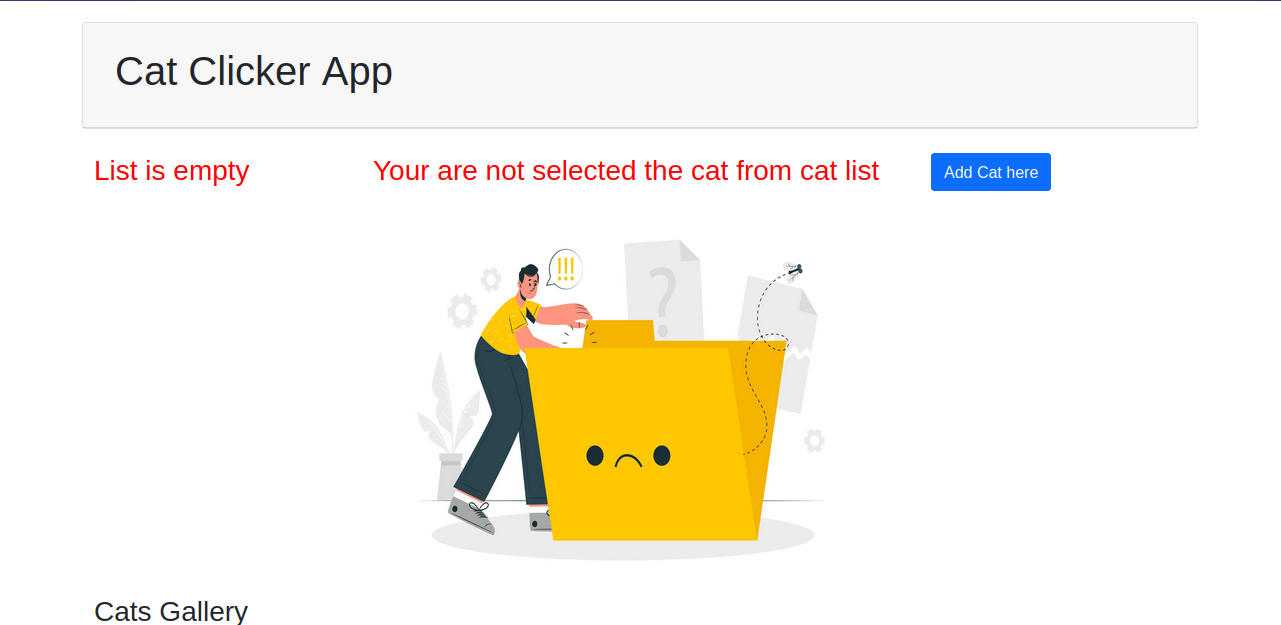 Cat Clicker App
List is empty
Your are not selected the cat from cat list
Add Cat here
!!!
?
Cats Gallery